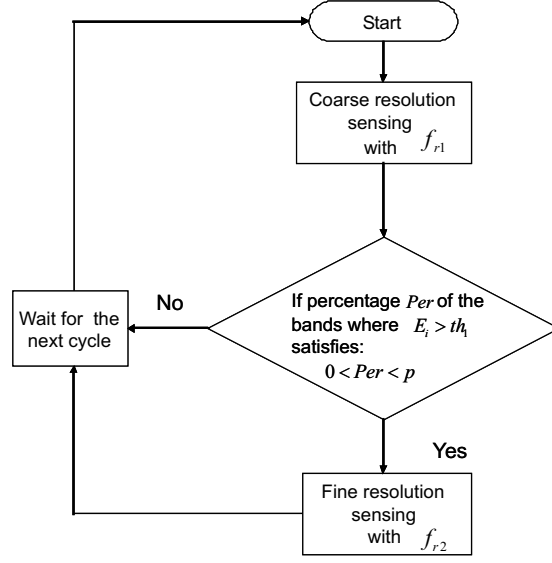 Start
Coarse resolution
sensing
with f_{r1}
If percentage Per of the
bands where E_i > th_1
satisfies:
0 < Per < p
No
Wait for the
next cycle
Yes
Fine resolution
sensing
with f_{r2}